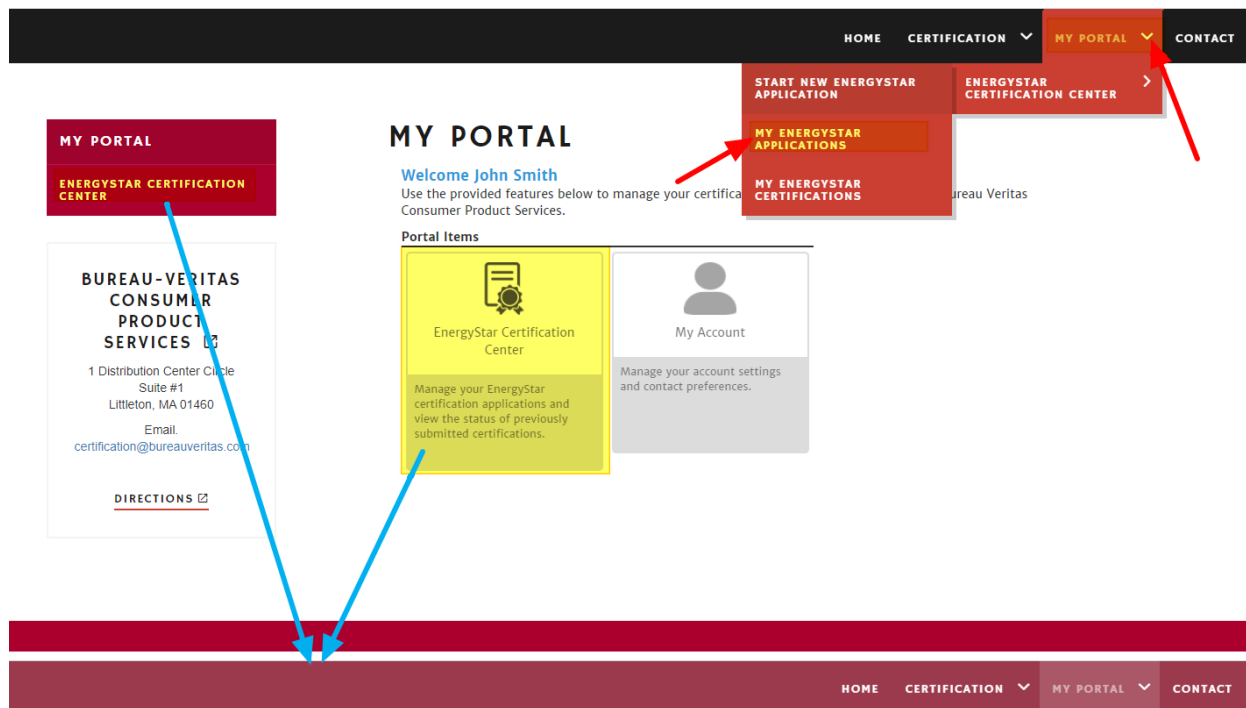 HOME CERTIFICATION MY PORTAL CONTACT
START NEW ENERGYSTAR
APPLICATION
ENERGYSTAR
CERTIFICATION CENTER
MY ENERGYSTAR
APPLICATIONS
MY ENERGYSTAR
CERTIFICATIONS
MY PORTAL
ENERGYSTAR CERTIFICATION
CENTER
BUREAU-VERITAS
CONSUMER
PRODUCT
SERVICES
1 Distribution Center Circle
Suite #1
Littleton, MA 01460
Email.
certification@bureauveritas.com
DIRECTIONS
MY PORTAL
Welcome John Smith
Use the provided features below to manage your certifica ureau Veritas
Consumer Product Services.
Portal Items
EnergyStar Certification
Center
Manage your EnergyStar
certification applications and
view the status of previously
submitted certifications.
My Account
Manage your account settings
and contact preferences.
HOME CERTIFICATION MY PORTAL CONTACT